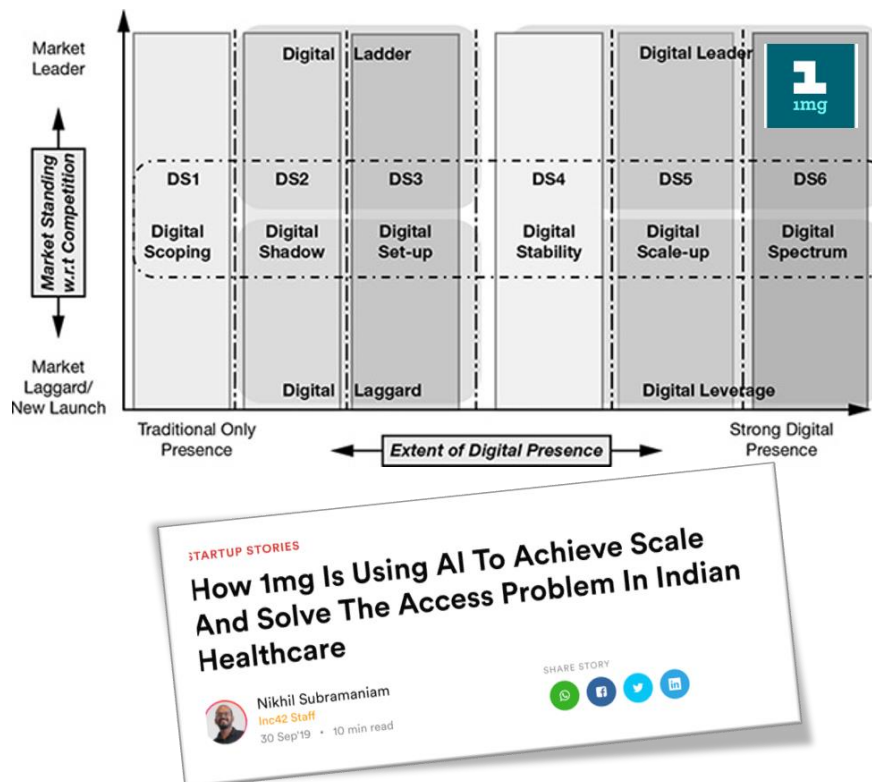 Market
Leader
Market Standing
w.r.t Competition
Market
Laggard/
New Launch
Digital Ladder
Digital Leader
1
1mg
DS1
DS2
DS3
DS4
DS5
DS6
Digital
Scoping
Digital
Shadow
Digital
Set-up
Digital
Stability
Digital
Scale-up
Digital
Spectrum
Digital Laggard
Digital Leverage
Traditional Only
Presence
Extent of Digital Presence
Strong Digital
Presence
STARTUP STORIES
How 1mg Is Using AI To Achieve Scale
And Solve The Access Problem In Indian
Healthcare
Nikhil Subramaniam
Inc42 Staff
30 Sep'19 • 10 min read
SHARE STORY